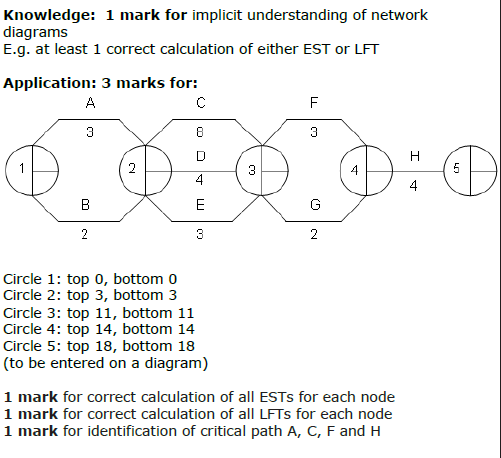 Knowledge:  1 mark for implicit understanding of network
diagrams
E.g. at least 1 correct calculation of either EST or LFT
Application: 3 marks for:
A C F
3 8 3
D H
1 2 3 4 5
4 4
B E G
2 3 2
Circle 1: top 0, bottom 0
Circle 2: top 3, bottom 3
Circle 3: top 11, bottom 11
Circle 4: top 14, bottom 14
Circle 5: top 18, bottom 18
(to be entered on a diagram)
1 mark for correct calculation of all ESTs for each node
1 mark for correct calculation of all LFTs for each node
1 mark for identification of critical path A, C, F and H